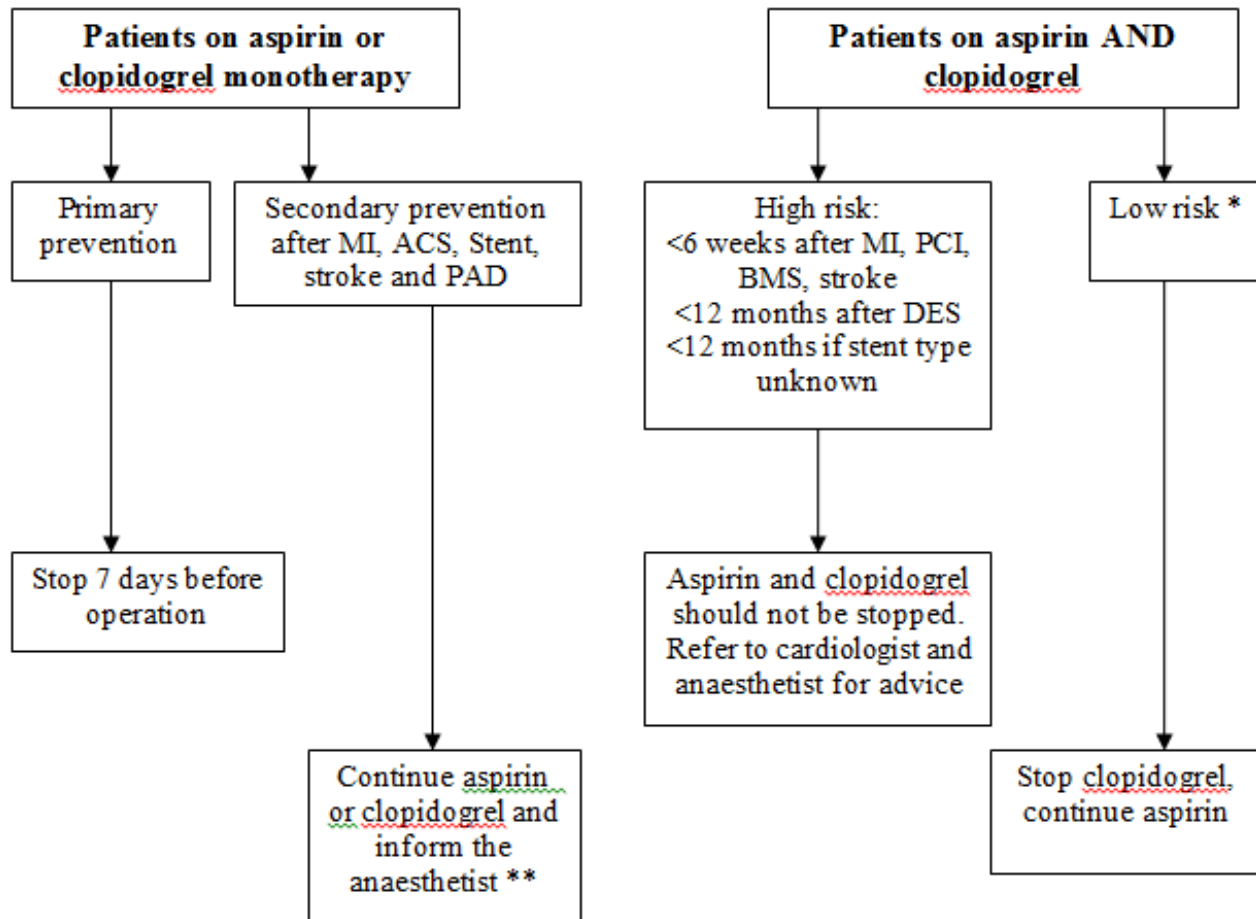 Patients on aspirin or
clopidogrel monotherapy
Patients on aspirin AND
clopidogrel
Primary
prevention
Secondary prevention
after MI, ACS, Stent,
stroke and PAD
High risk:
<6 weeks after MI, PCI,
BMS, stroke
<12 months after DES
<12 months if stent type
unknown
Low risk *
Stop 7 days before
operation
Aspirin and clopidogrel
should not be stopped.
Refer to cardiologist and
anaesthetist for advice
Continue aspirin
or clopidogrel and
inform the
anaesthetist **
Stop clopidogrel,
continue aspirin